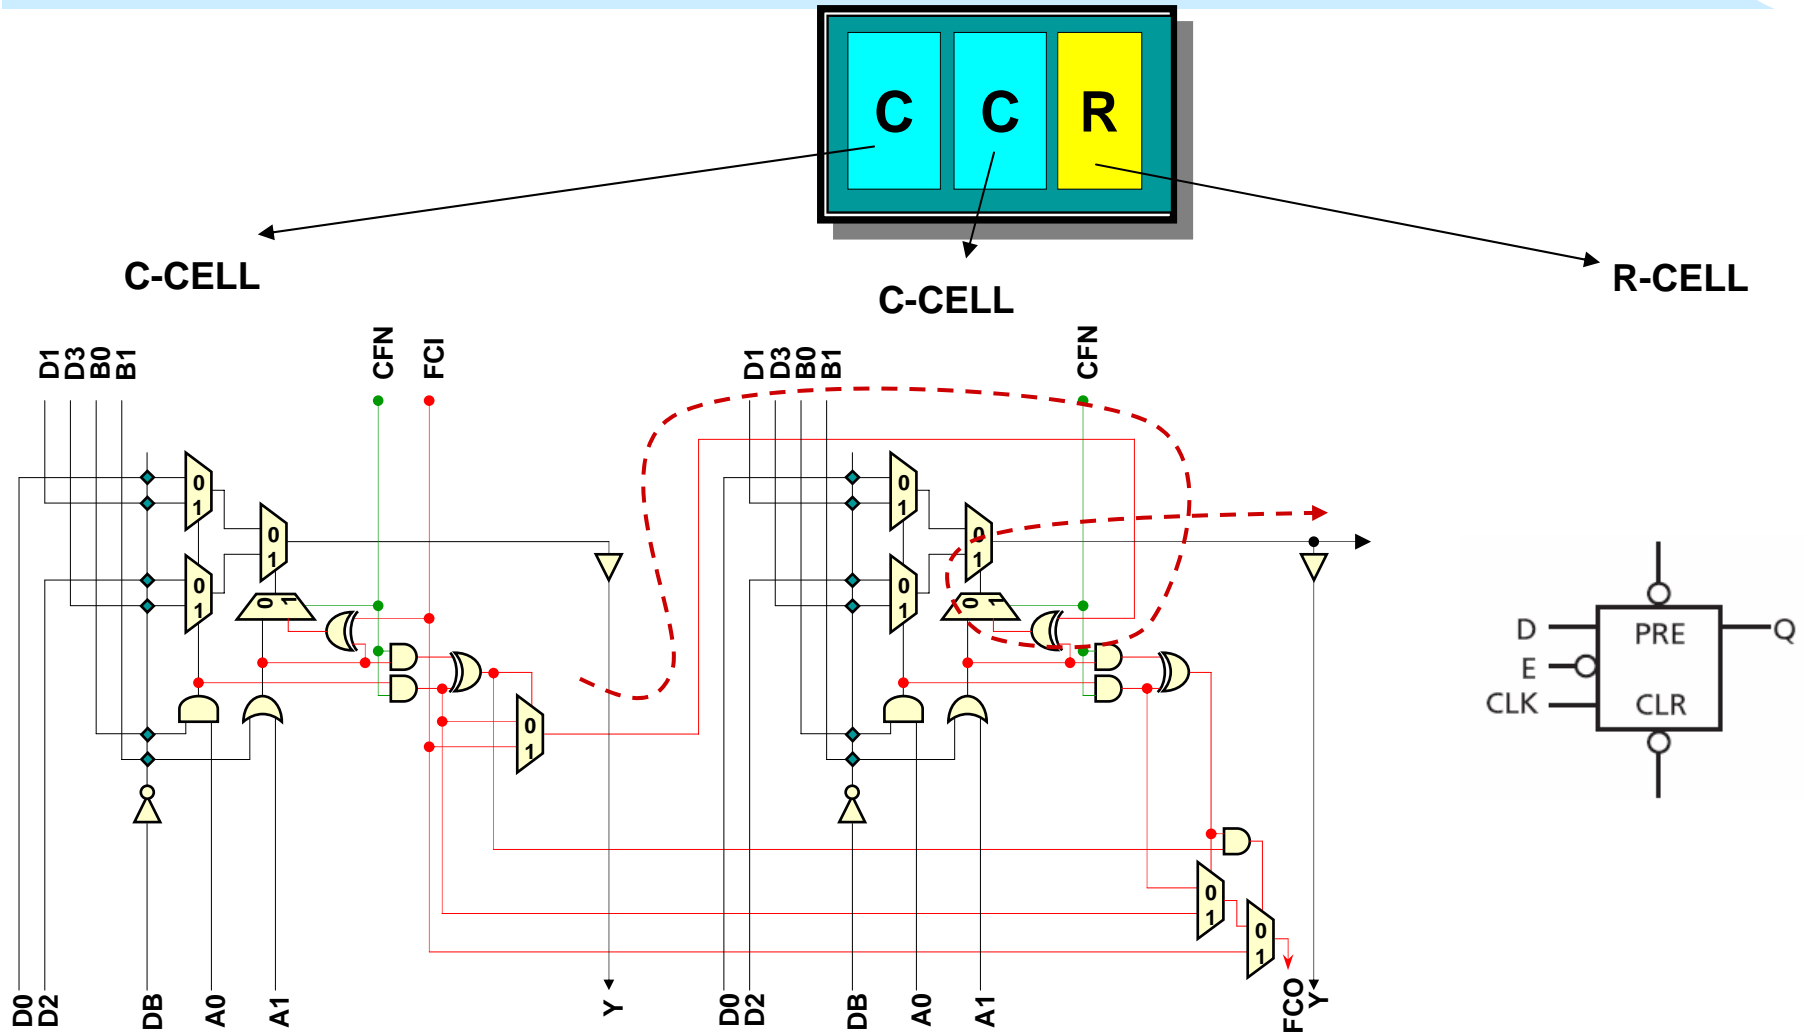 C C R
C-CELL
C-CELL
R-CELL
D1 D3 B0 B1 CFN FCI
D1 D3 B0 B1 CFN
0
1
0
1
0
1
0 1
0
1
0
1
0
1
0
1
0 1
0
1
0
1
D PRE Q
E
CLK CLR
D0 D2 DB A0 A1 Y
D0 D2 DB A0 A1 FCO Y